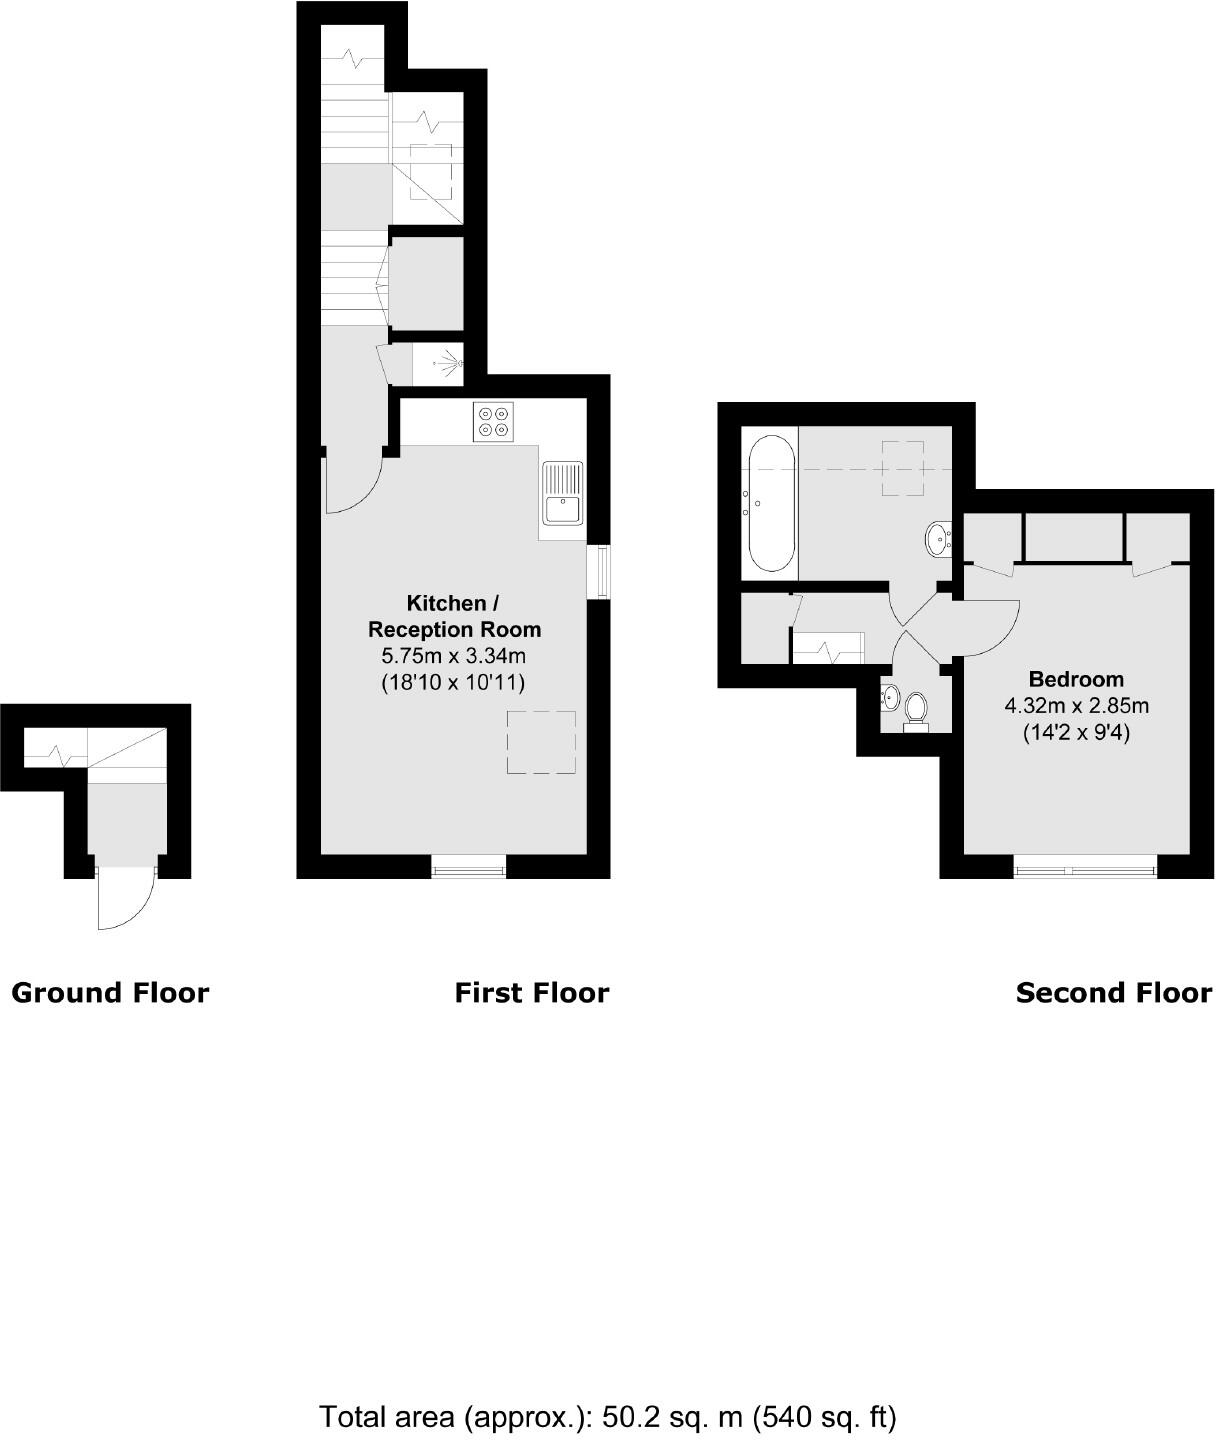 Kitchen /
Reception Room
5.75m x 3.34m
(18'10 x 10'11)
Bedroom
4.32m x 2.85m
(14'2 x 9'4)
Ground Floor
First Floor
Second Floor
Total area (approx.): 50.2 sq. m (540 sq. ft)